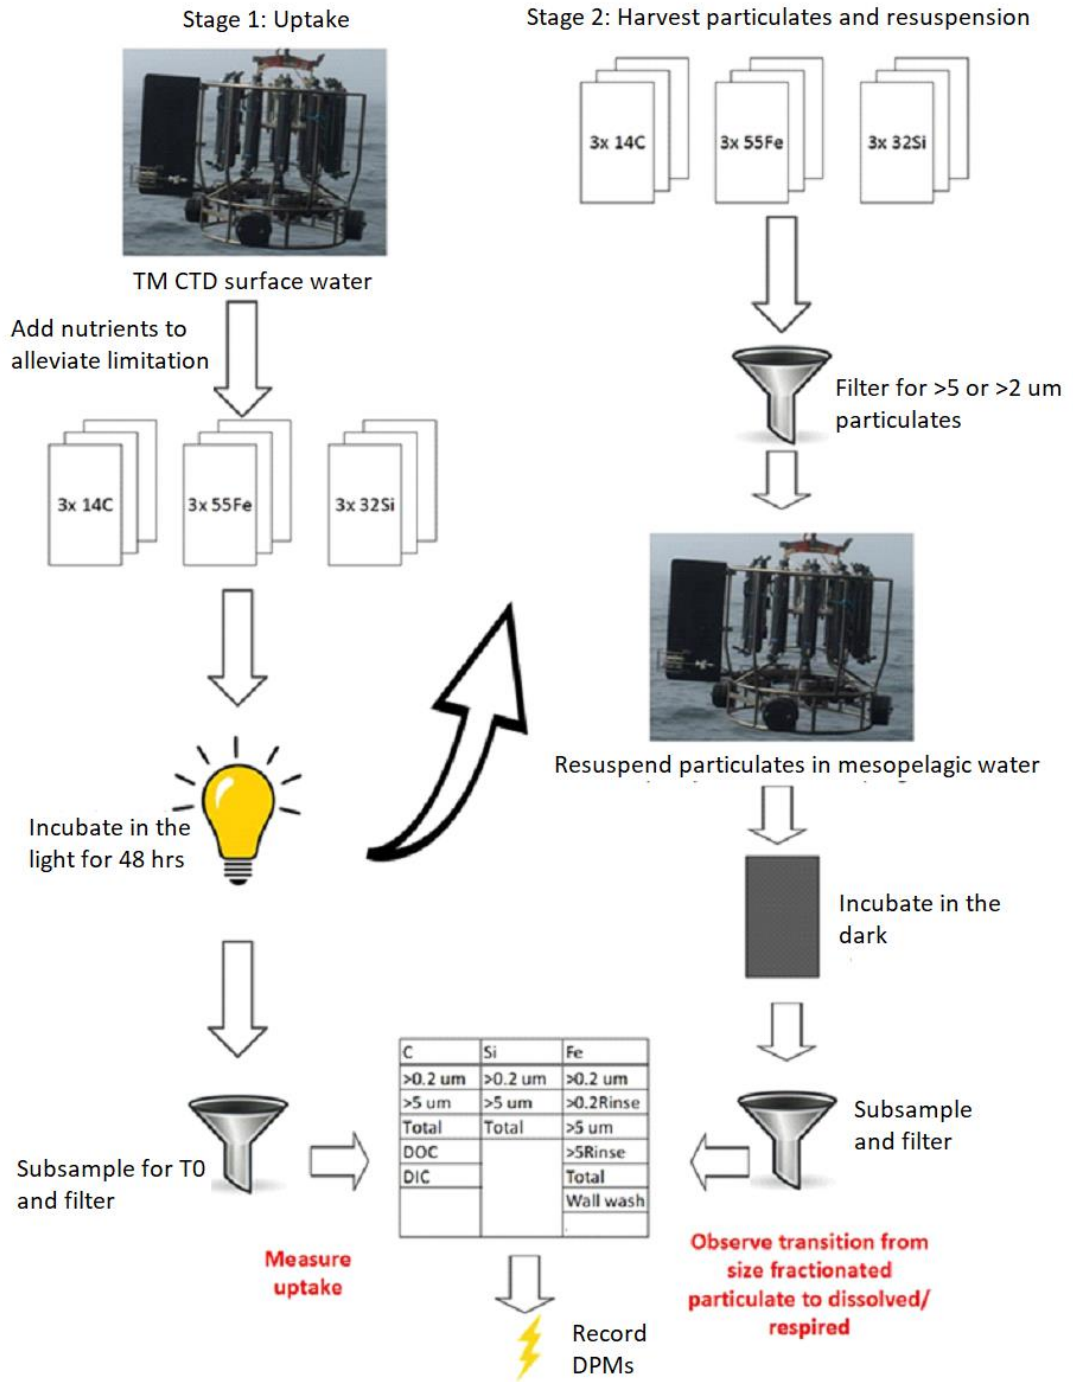 Stage 1: Uptake
TM CTD surface water
Add nutrients to
alleviate limitation
3x 14C
3x 55Fe
3x 32Si
Incubate in the
light for 48 hrs
Subsample for T0
and filter
Measure
uptake
Stage 2: Harvest particulates and resuspension
3x 14C
3x 55Fe
3x 32Si
Filter for >5 or >2 um
particulates
Resuspend particulates in mesopelagic water
Incubate in the
dark
Subsample
and filter
Observe transition from
size fractionated
particulate to dissolved/
respired
C Si Fe
>0.2 um >0.2 um >0.2 um
>5 um >5 um >0.2Rinse
Total Total >5 um
DOC >5Rinse
DIC Total
Wall wash
Record
DPMs